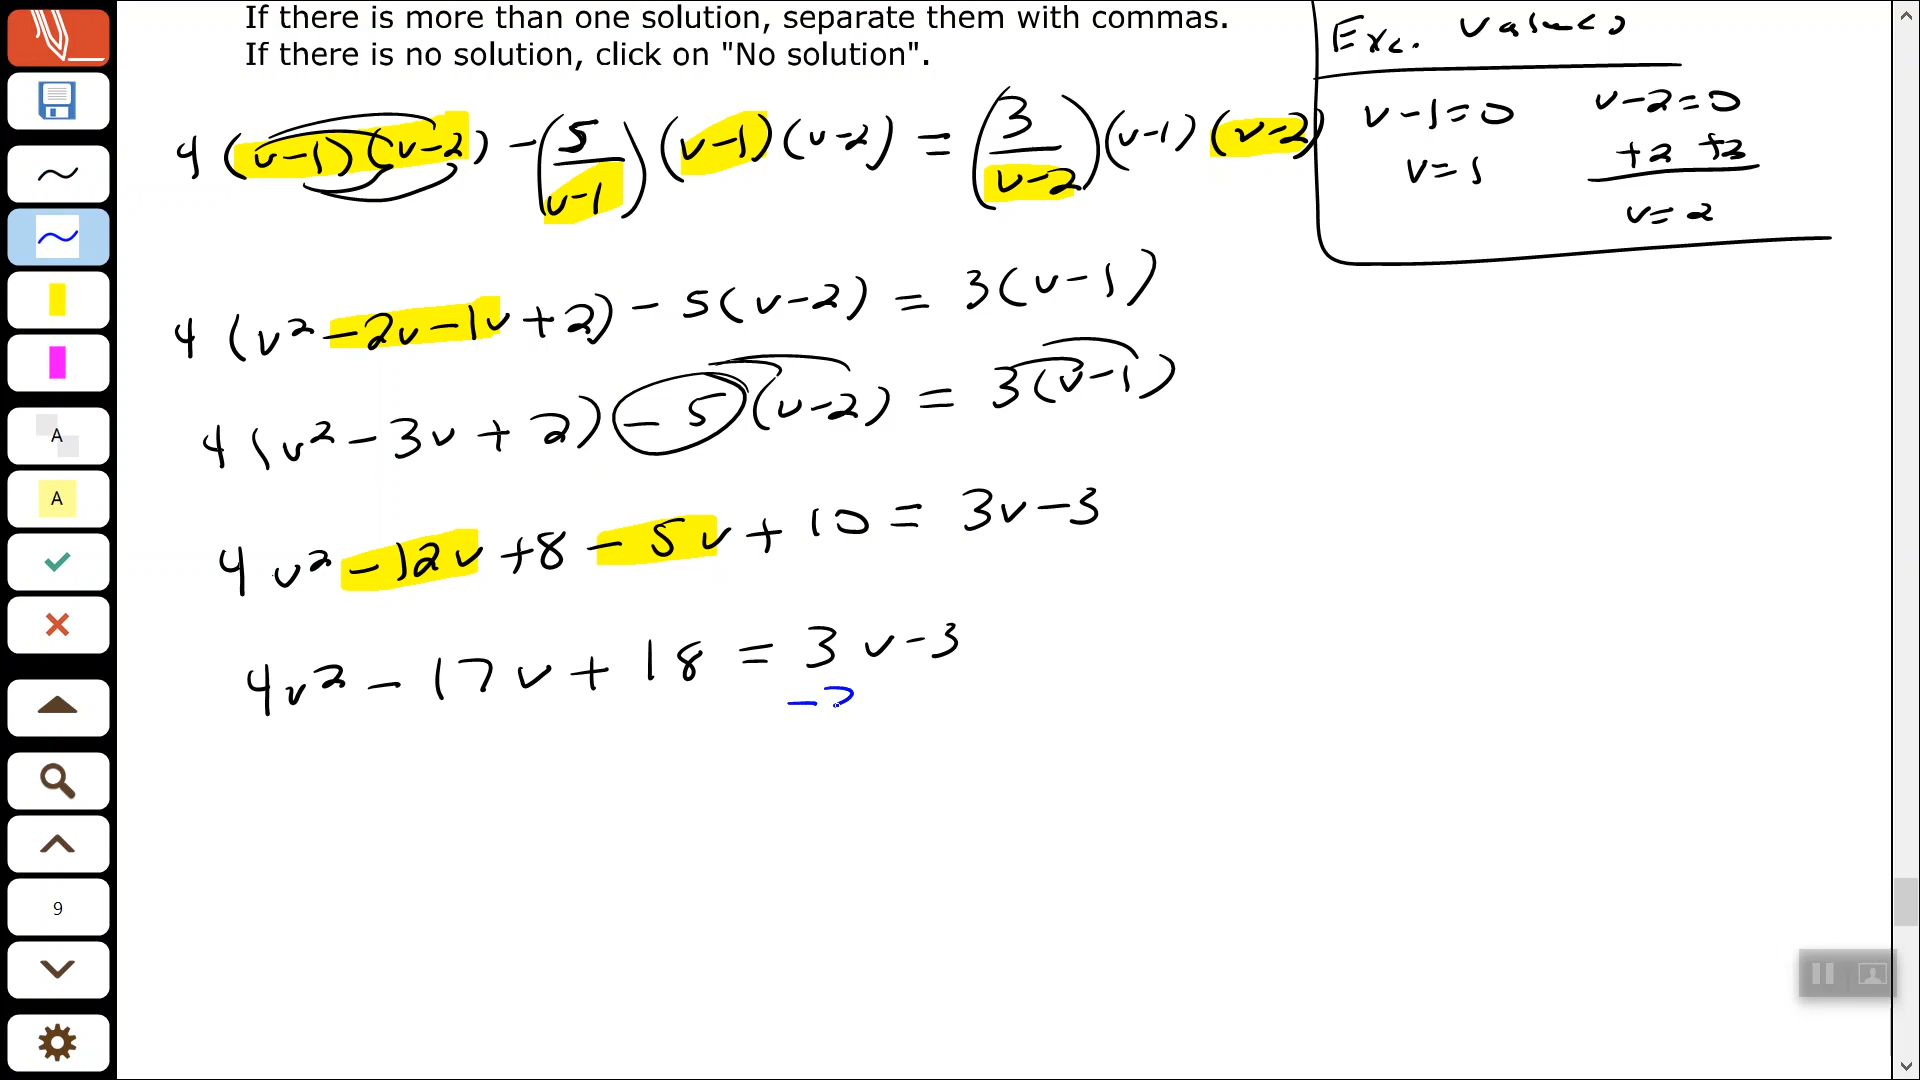 If there is more than one solution, separate them with commas.
If there is no solution, click on "No solution".
Exc. Values
v-1=0
v=1
v-2=0
+2 +2
v=2
4(v-1)(v-2) - (5/v-1)(v-1)(v-2) = (3/v-2)(v-1)(v-2)
4(v² -2v-1v+2) - 5(v-2) = 3(v-1)
4(v²-3v+2) -5(v-2) = 3(v-1)
4v²-12v+8-5v+10 = 3v-3
4v²-17v+18 = 3v-3
A
A
9